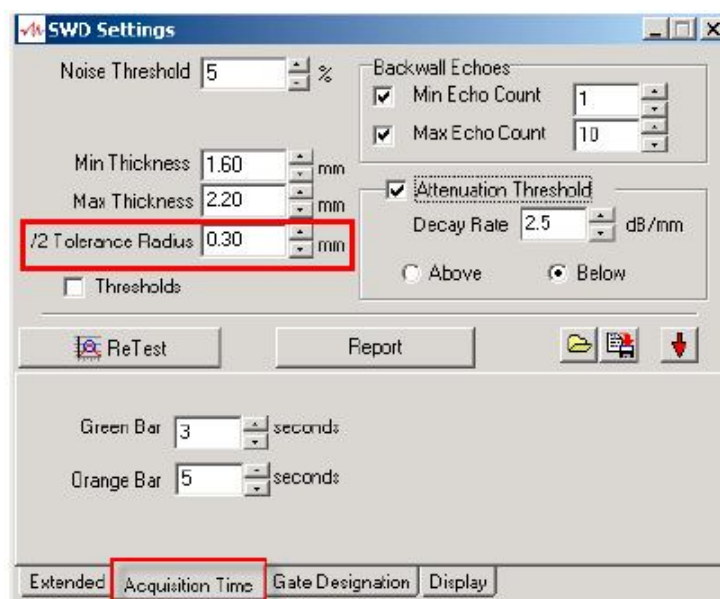 SWD Settings
Noise Threshold 5 %
Min Thickness 1.60 mm
Max Thickness 2.20 mm
/2 Tolerance Radius 0.30 mm
Thresholds
Backwall Echoes
Min Echo Count 1
Max Echo Count 10
Attenuation Threshold
Decay Rate 2.5 dB/mm
Above Below
ReTest Report
Green Bar 3 seconds
Orange Bar 5 seconds
Extended Acquisition Time Gate Designation Display